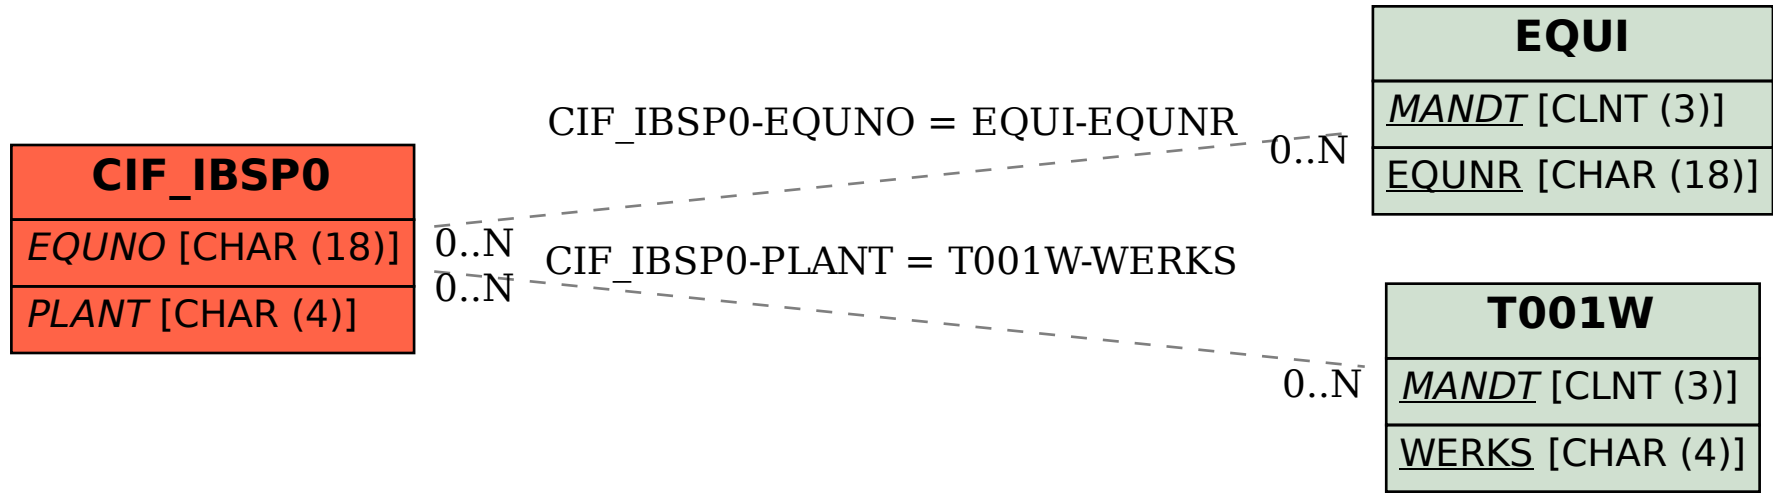 CIF_IBSP0
EQUNO [CHAR (18)]
PLANT [CHAR (4)]
CIF_IBSP0-EQUNO = EQUI-EQUNR
0..N
0..N
CIF_IBSP0-PLANT = T001W-WERKS
0..N
0..N
EQUI
MANDT [CLNT (3)]
EQUNR [CHAR (18)]
T001W
MANDT [CLNT (3)]
WERKS [CHAR (4)]